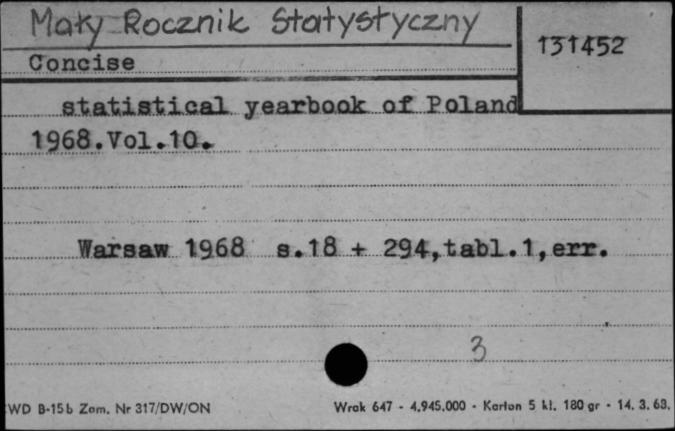 Mały Rocznik Statystyczny
131452
Concise
statistical yearbook of Poland
1968.Vol.10.
Warsaw 1968 s.18 + 294,tabl.1,err.
3
WD B-15b Zam. Nr 317/DW/ON Wrak 647 - 4.945.000 - Karton 5 kl. 180 gr - 14. 3. 63.